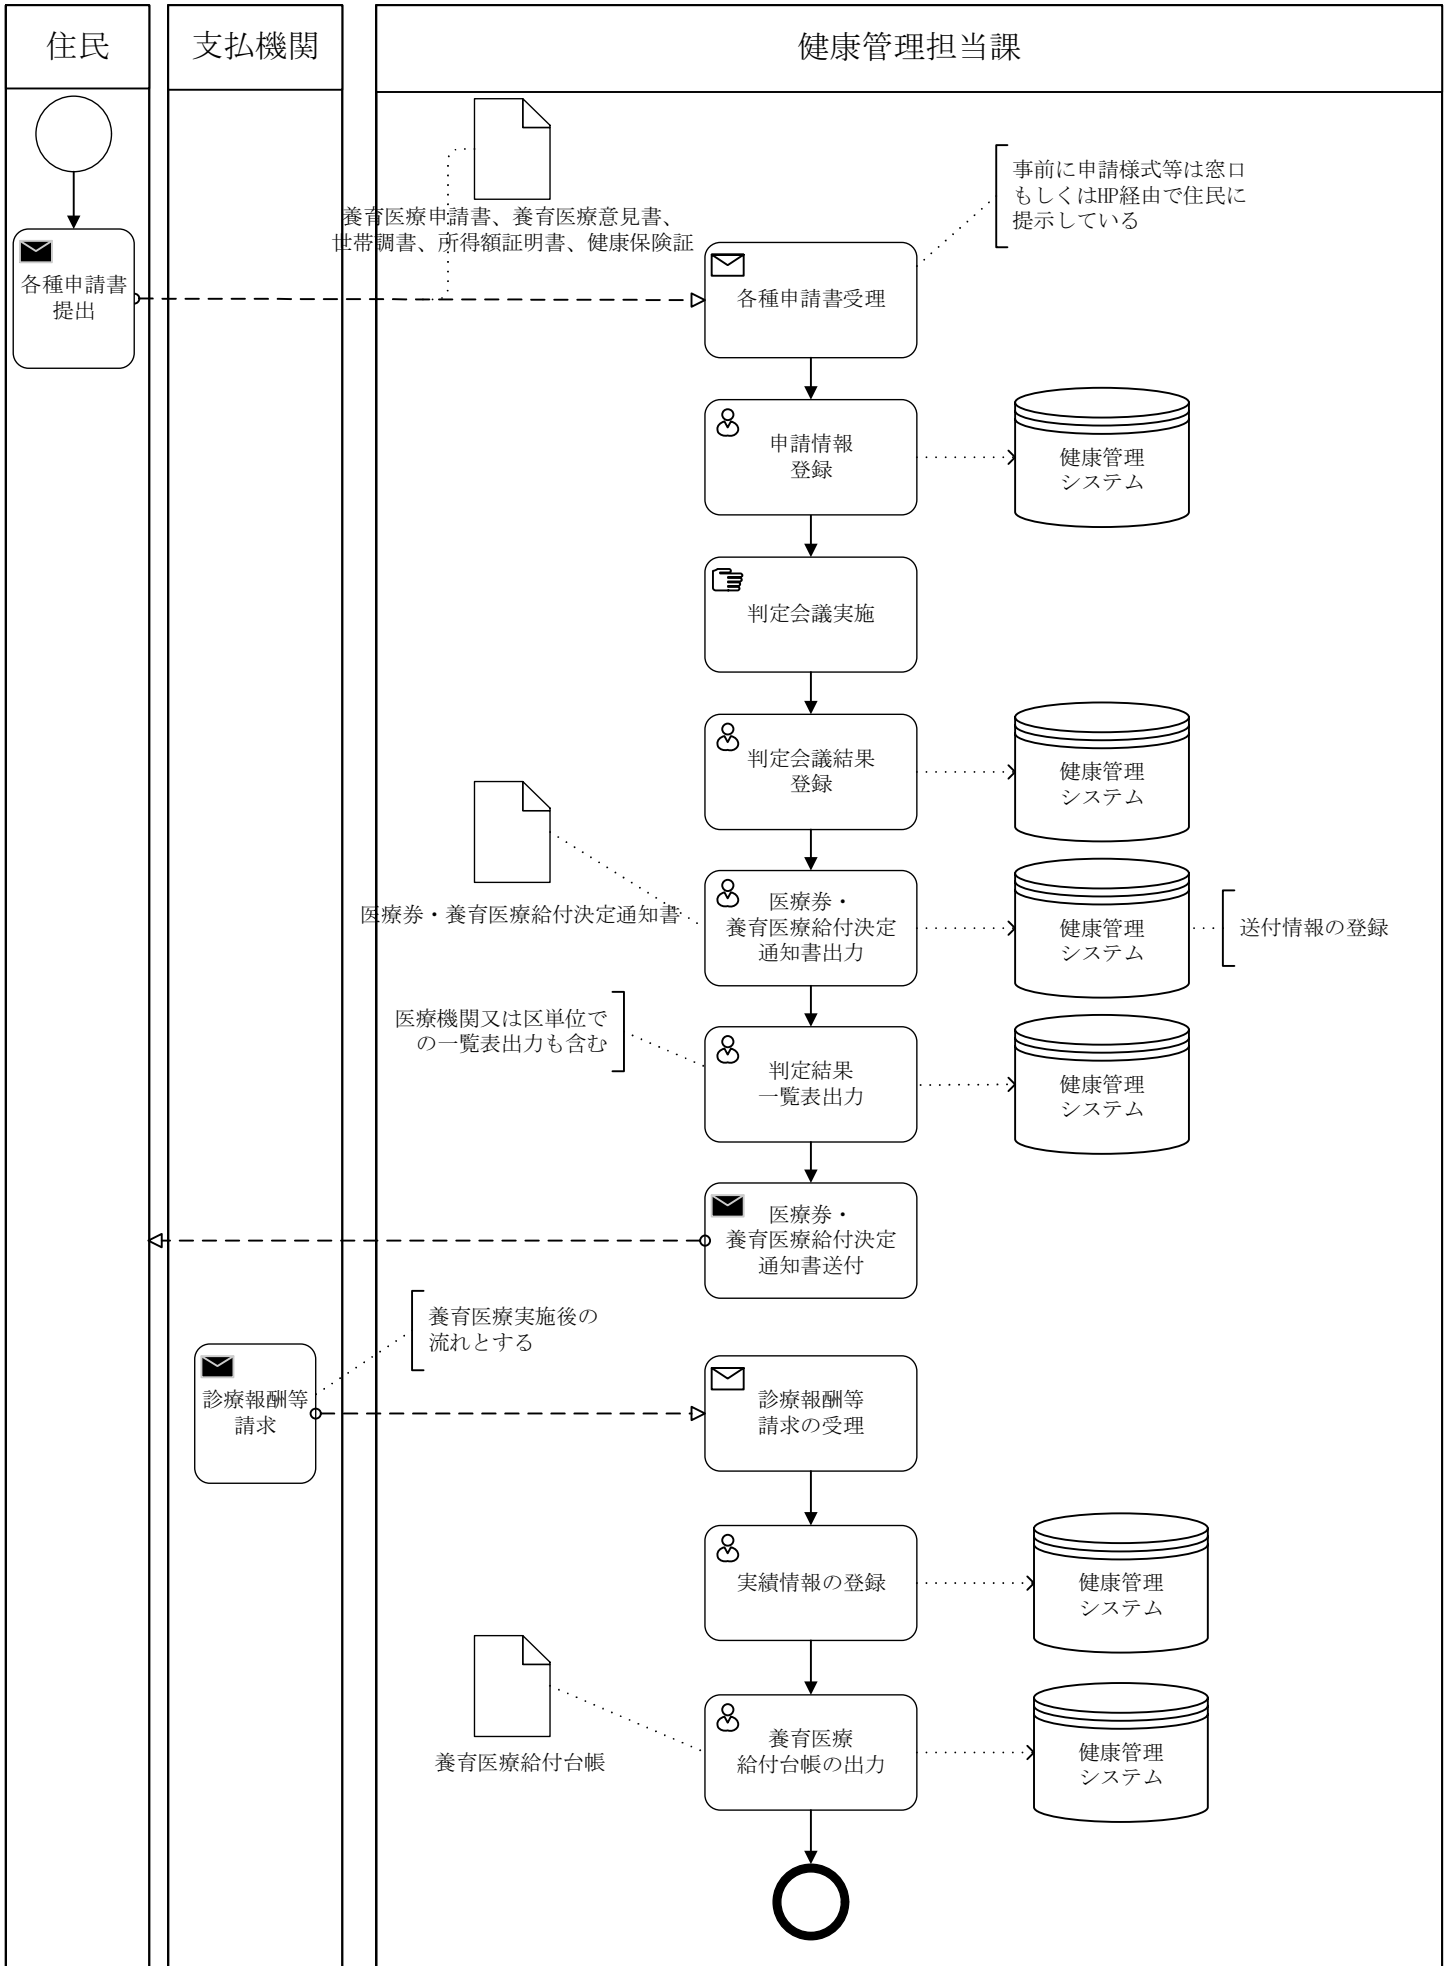 住民
支払機関
健康管理担当課
事前に申請様式等は窓口
もしくはHP経由で住民に
提示している
養育医療申請書、養育医療意見書、
世帯調書、所得額証明書、健康保険証
各種申請書
提出
各種申請書受理
申請情報
登録
健康管理
システム
判定会議実施
判定会議結果
登録
健康管理
システム
医療券・養育医療給付決定通知書
医療券・
養育医療給付決定
通知書出力
健康管理
システム
送付情報の登録
医療機関又は区単位で
の一覧表出力も含む
判定結果
一覧表出力
健康管理
システム
医療券・
養育医療給付決定
通知書送付
養育医療実施後の
流れとする
診療報酬等
請求
診療報酬等
請求の受理
実績情報の登録
健康管理
システム
養育医療給付台帳
養育医療
給付台帳の出力
健康管理
システム